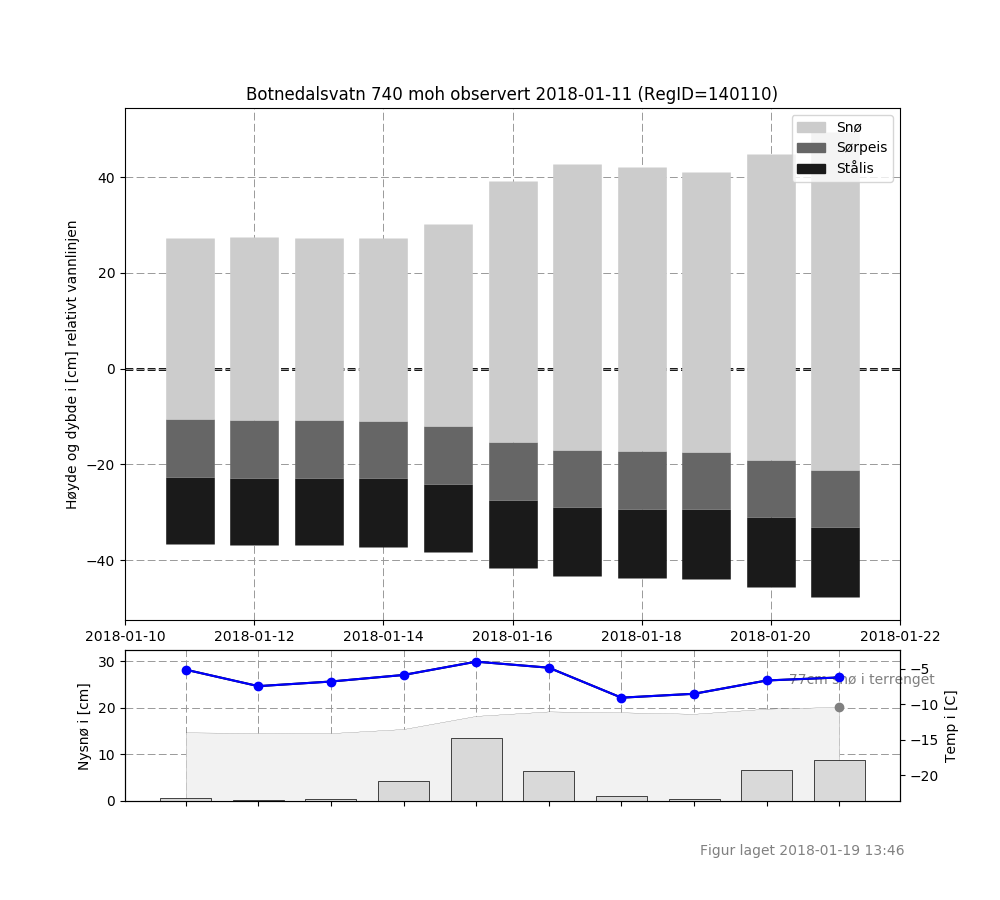 Botnedalsvatn 740 moh observert 2018-01-11 (RegID=140110)
Snø
Sørpeis
Stålis
Høyde og dybde i [cm] relativt vannlinjen
40
20
0
−20
−40
2018-01-10 2018-01-12 2018-01-14 2018-01-16 2018-01-18 2018-01-20 2018-01-22
Nysnø i [cm]
30
20
10
0
77cm snø i terrenget
−5
−10
−15
−20
Temp i [C]
Figur laget 2018-01-19 13:46